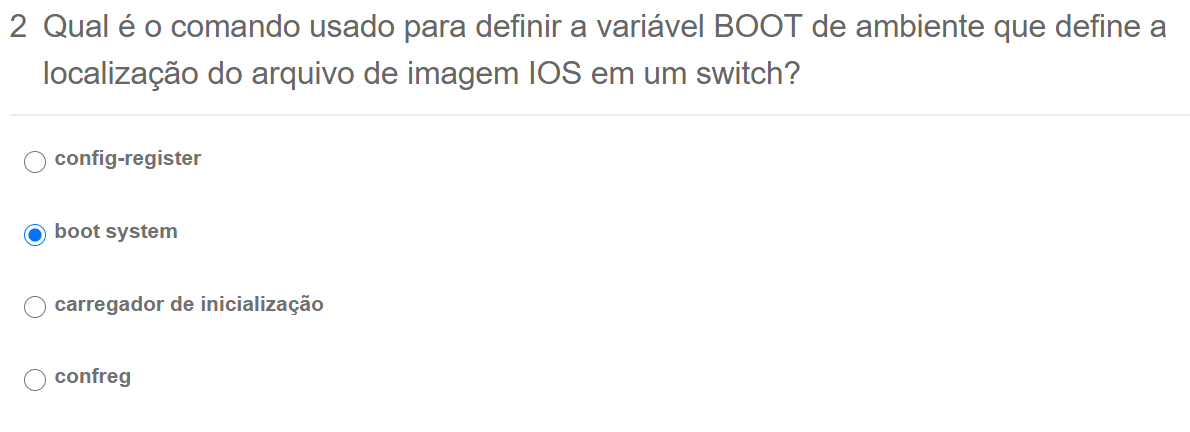 2 Qual é o comando usado para definir a variável BOOT de ambiente que define a
localização do arquivo de imagem IOS em um switch?
config-register
boot system
carregador de inicialização
confreg